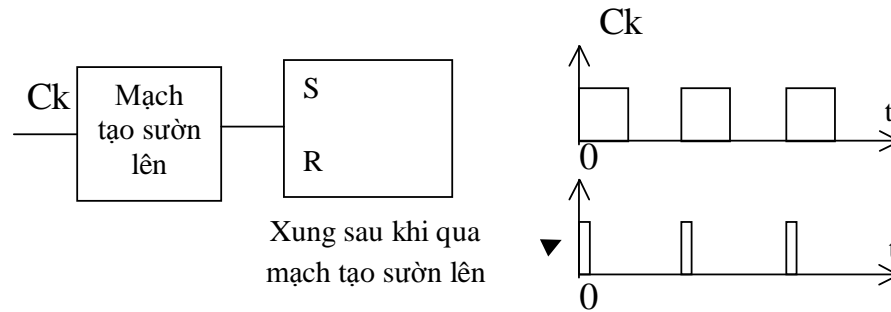 Ck
Mạch
tạo sườn
lên
S
R
Xung sau khi qua
mạch tạo sườn lên
Ck
t
0
t
0